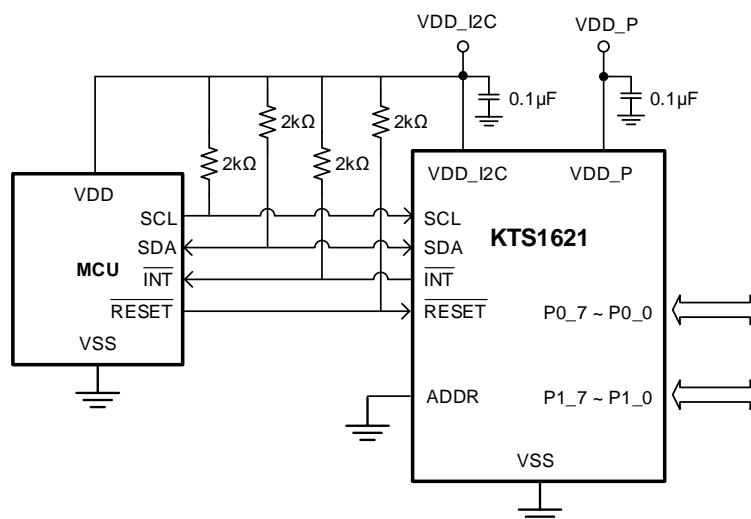 VDD_I2C
VDD_P
0.1µF
0.1µF
2kΩ
2kΩ
2kΩ
2kΩ
VDD
VDD_I2C
VDD_P
SCL
SCL
KTS1621
SDA
SDA
MCU
INT
INT
RESET
RESET
P0_7 ~ P0_0
VSS
ADDR
P1_7 ~ P1_0
VSS